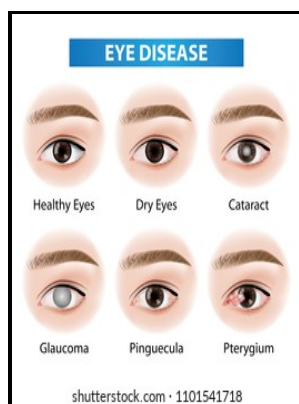 EYE DISEASE
Healthy Eyes Dry Eyes Cataract
Glaucoma Pinguecula Pterygium
shutterstock.com · 1101541718